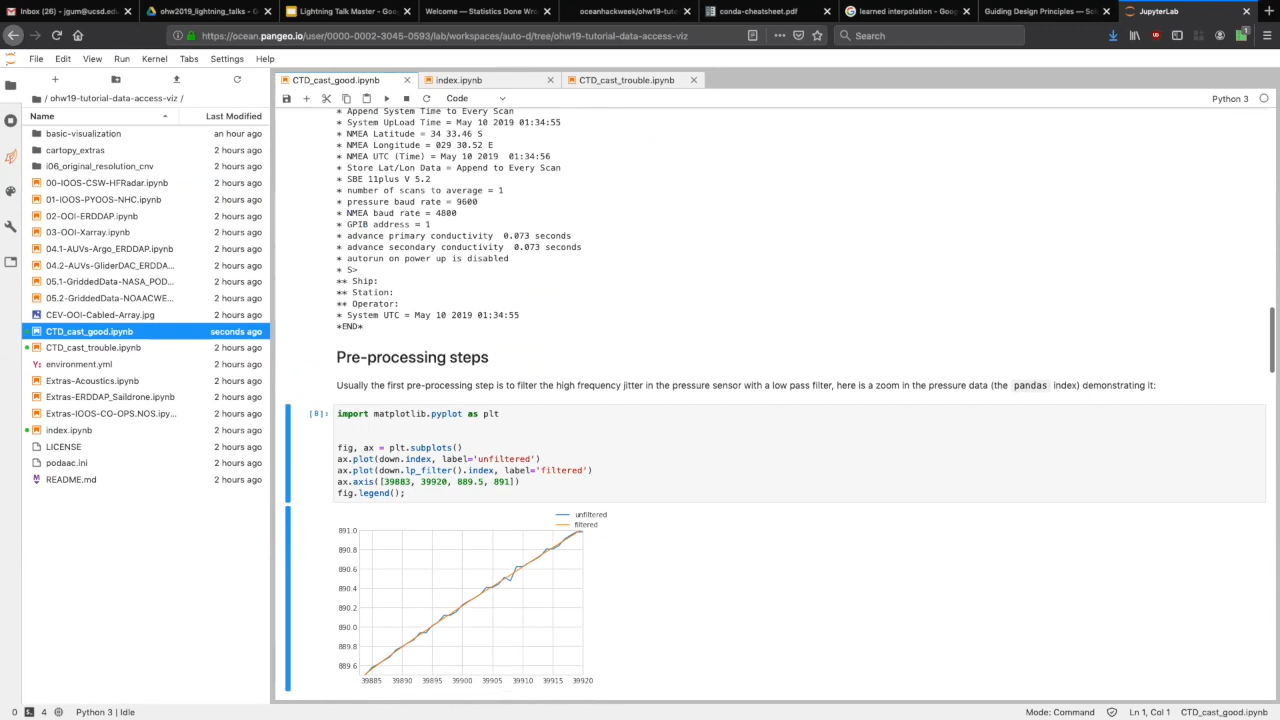 Inbox (26) - jgum@ucsd.ed
ohw2019_lightning_talks - G
Lightning Talk Master - Goo
Welcome — Statistics Done Wro
oceanhackweek/ohw19-tuto
conda-cheatsheet.pdf
learned interpolation - Goog
Guiding Design Principles — So
JupyterLab
https://ocean.pangeo.io/user/0000-0002-3045-0593/lab/workspaces/auto-d/tree/ohw19-tutorial-data-access-viz
Search
File Edit View Run Kernel Tabs Settings Help
CTD_cast_good.ipynb
index.ipynb
CTD_cast_trouble.ipynb
/ ohw19-tutorial-data-access-viz /
Code
Python 3
Name Last Modified
basic-visualization an hour ago
cartopy_extras 2 hours ago
i06_original_resolution_cnv 2 hours ago
00-IOOS-CSW-HFRadar.ipynb 2 hours ago
01-IOOS-PYOOS-NHC.ipynb 2 hours ago
02-OOI-ERDDAP.ipynb 2 hours ago
03-OOI-Xarray.ipynb 2 hours ago
04.1-AUVs-Argo_ERDDAP.ipynb 2 hours ago
04.2-AUVs-GliderDAC_ERDDA... 2 hours ago
05.1-GriddedData-NASA_POD... 2 hours ago
05.2-GriddedData-NOAACWE... 2 hours ago
CEV-OOI-Cabled-Array.jpg 2 hours ago
CTD_cast_good.ipynb seconds ago
CTD_cast_trouble.ipynb 2 hours ago
Y: environment.yml 2 hours ago
Extras-Acoustics.ipynb 2 hours ago
Extras-ERDDAP_Saildrone.ipynb 2 hours ago
Extras-IOOS-CO-OPS.NOS.ipy... 2 hours ago
index.ipynb 2 hours ago
LICENSE 2 hours ago
podaac.ini 2 hours ago
README.md 2 hours ago
* Append System Time to Every Scan
* System UpLoad Time = May 10 2019 01:34:55
* NMEA Latitude = 34 33.46 S
* NMEA Longitude = 029 30.52 E
* NMEA UTC (Time) = May 10 2019 01:34:56
* Store Lat/Lon Data = Append to Every Scan
* SBE 11plus V 5.2
* number of scans to average = 1
* pressure baud rate = 9600
* NMEA baud rate = 4800
* GPIB address = 1
* advance primary conductivity 0.073 seconds
* advance secondary conductivity 0.073 seconds
* autorun on power up is disabled
* S>
** Ship:
** Station:
** Operator:
* System UTC = May 10 2019 01:34:55
*END*
Pre-processing steps
Usually the first pre-processing step is to filter the high frequency jitter in the pressure sensor with a low pass filter, here is a zoom in the pressure data (the pandas index) demonstrating it:
[8]: import matplotlib.pyplot as plt
fig, ax = plt.subplots()
ax.plot(down.index, label='unfiltered')
ax.plot(down.lp_filter().index, label='filtered')
ax.axis([39883, 39920, 889.5, 891])
fig.legend();
unfiltered
filtered
891.0
890.8
890.6
890.4
890.2
890.0
889.8
889.6
39885 39890 39895 39900 39905 39910 39915 39920
0 4 Python 3 | Idle
Mode: Command Ln 1, Col 1 CTD_cast_good.ipynb